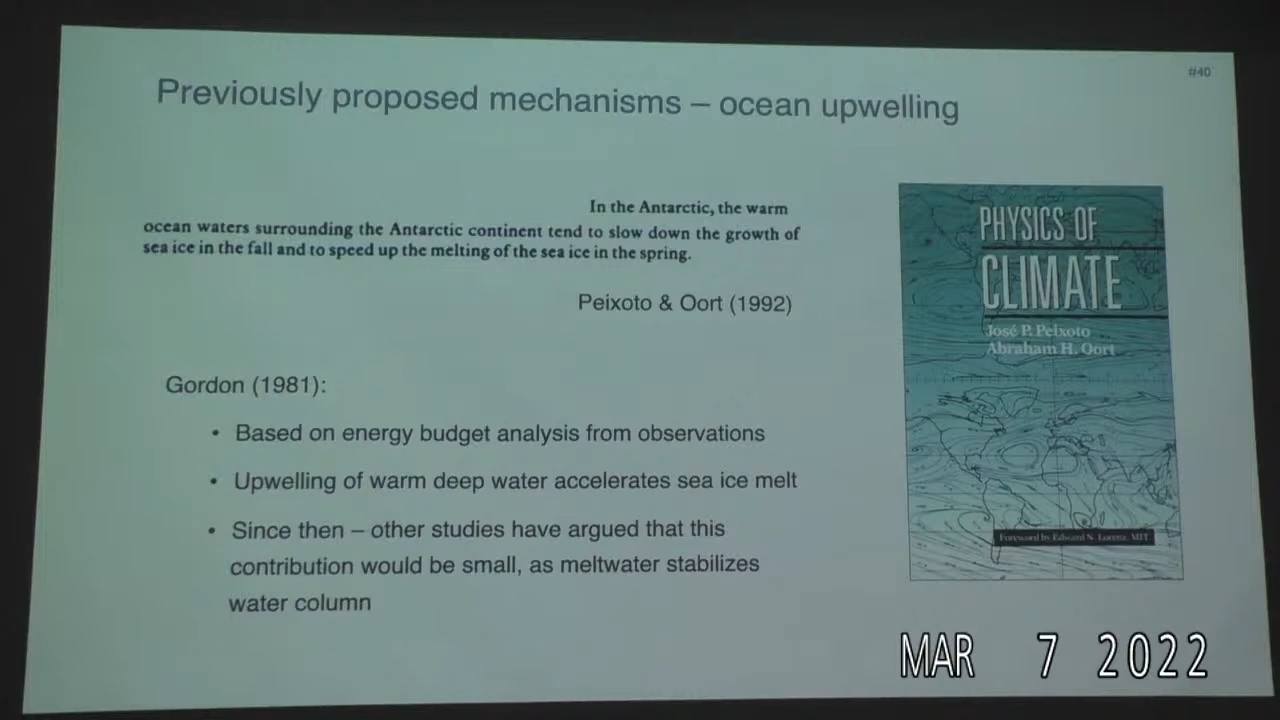 #40
Previously proposed mechanisms – ocean upwelling
In the Antarctic, the warm
ocean waters surrounding the Antarctic continent tend to slow down the growth of
sea ice in the fall and to speed up the melting of the sea ice in the spring.
Peixoto & Oort (1992)
Gordon (1981):
• Based on energy budget analysis from observations
• Upwelling of warm deep water accelerates sea ice melt
• Since then – other studies have argued that this
contribution would be small, as meltwater stabilizes
water column
PHYSICS OF
CLIMATE
José P. Peixoto
Abraham H. Oort
Foreword by Edward N. Lorenz, MIT
MAR 7 2022